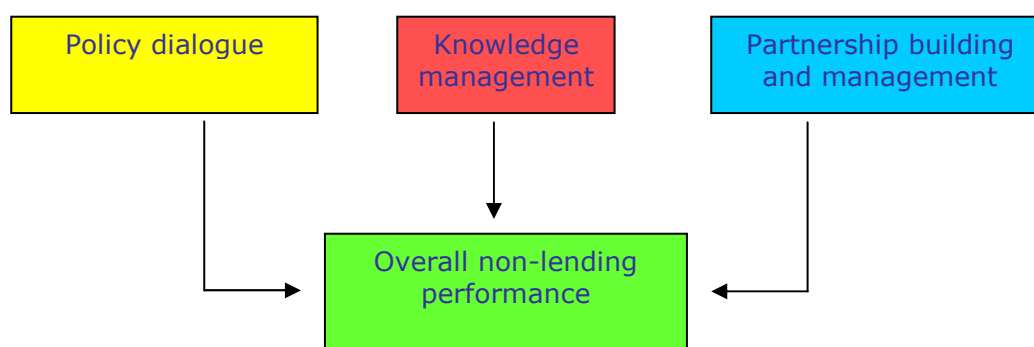 Policy dialogue
Knowledge
management
Partnership building
and management
Overall non-lending
performance